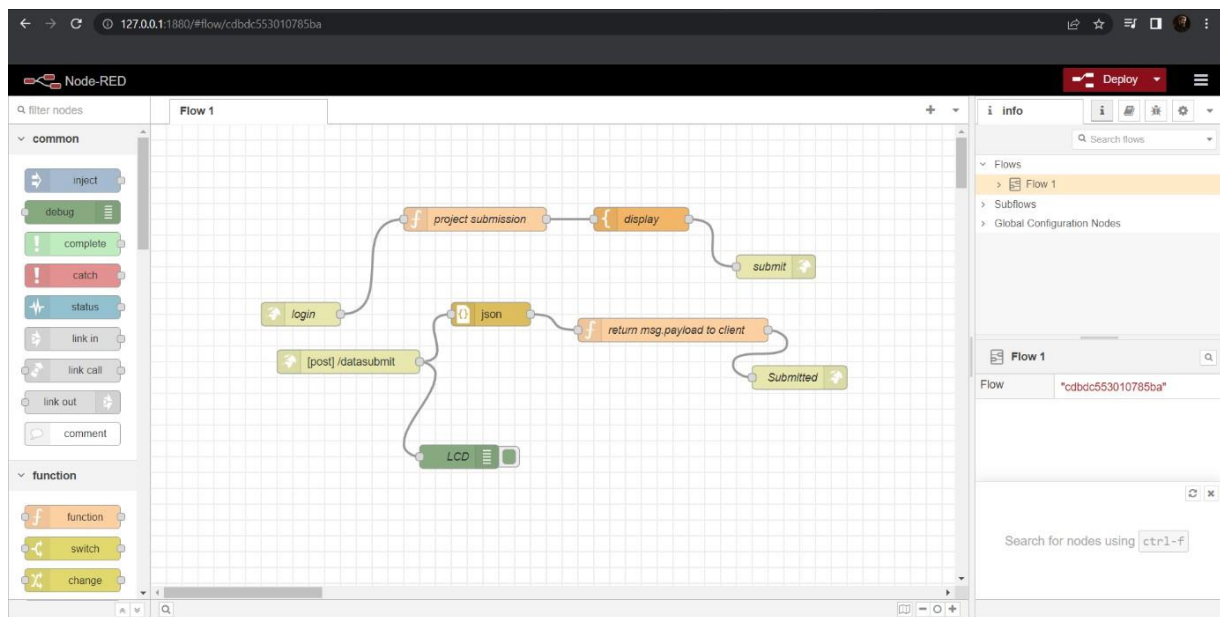 127.0.0.1:1880/#flow/cdbdc553010785ba
Node-RED
Deploy
filter nodes
common
inject
debug
complete
catch
status
link in
link call
link out
comment
function
function
switch
change
Flow 1
project submission
display
submit
login
json
return msg.payload to client
[post] /datasubmit
Submitted
LCD
i info
i
Search flows
Flows
Flow 1
Subflows
Global Configuration Nodes
Flow 1
Flow "cdbdc553010785ba"
Search for nodes using ctrl-f